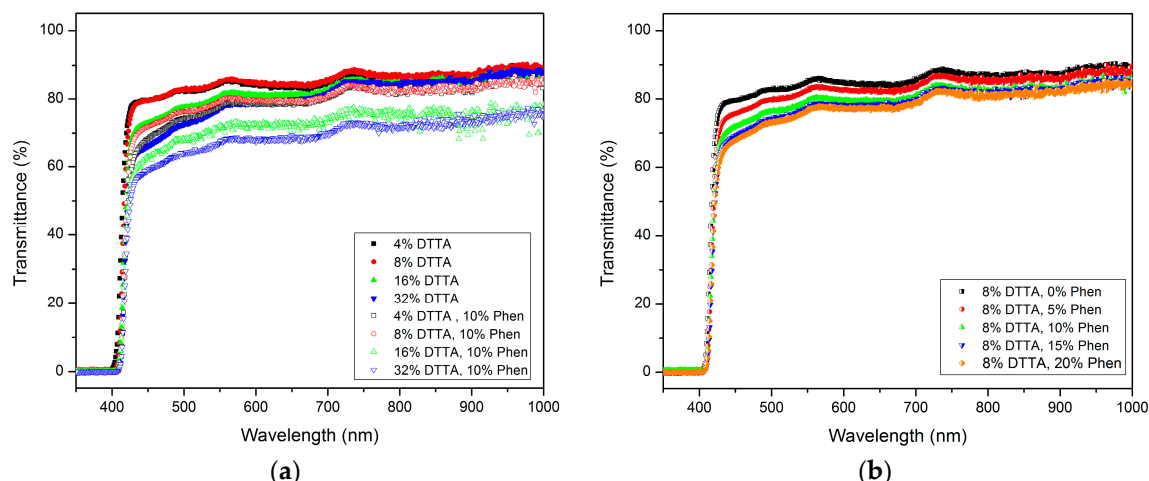 100
80
60
40
20
0
Transmittance (%)
4% DTTA
8% DTTA
16% DTTA
32% DTTA
4% DTTA , 10% Phen
8% DTTA, 10% Phen
16% DTTA, 10% Phen
32% DTTA, 10% Phen
400 500 600 700 800 900 1000
Wavelength (nm)
(a)
100
80
60
40
20
0
Transmittance (%)
8% DTTA, 0% Phen
8% DTTA, 5% Phen
8% DTTA, 10% Phen
8% DTTA, 15% Phen
8% DTTA, 20% Phen
400 500 600 700 800 900 1000
Wavelength (nm)
(b)